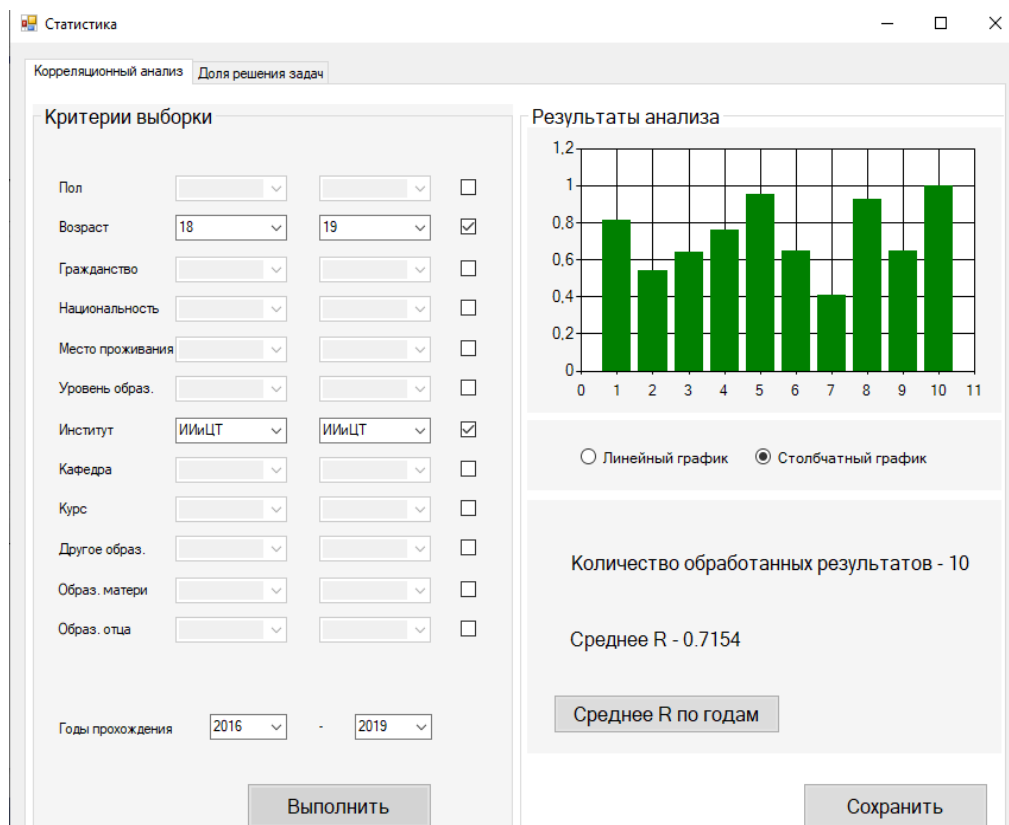 Статистика
Корреляционный анализ
Доля решения задач
Критерии выборки
Пол
Возраст 18 19
Гражданство
Национальность
Место проживания
Уровень образ.
Институт ИИиЦТ ИИиЦТ
Кафедра
Курс
Другое образ.
Образ. матери
Образ. отца
Годы прохождения 2016 - 2019
Выполнить
Результаты анализа
1,2
1
0,8
0,6
0,4
0,2
0
0 1 2 3 4 5 6 7 8 9 10 11
Линейный график Столбчатный график
Количество обработанных результатов - 10
Среднее R - 0.7154
Среднее R по годам
Сохранить